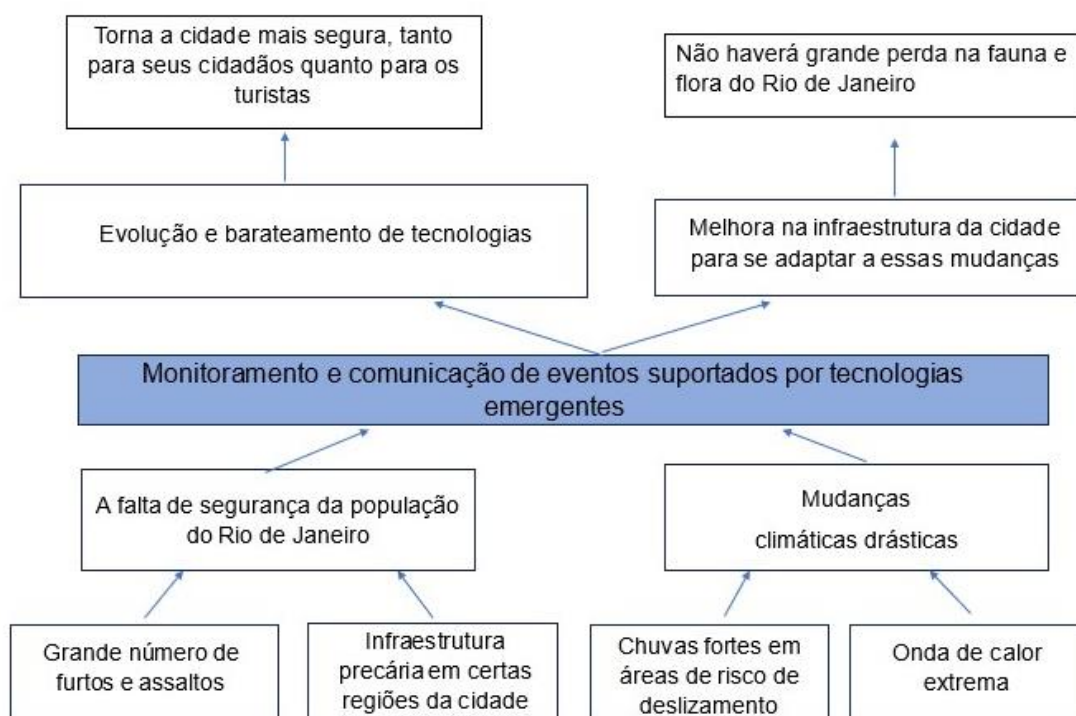 Torna a cidade mais segura, tanto
para seus cidadãos quanto para os
turistas
Não haverá grande perda na fauna e
flora do Rio de Janeiro
Evolução e barateamento de tecnologias
Melhora na infraestrutura da cidade
para se adaptar a essas mudanças
Monitoramento e comunicação de eventos suportados por tecnologias
emergentes
A falta de segurança da população
do Rio de Janeiro
Mudanças
climáticas drásticas
Grande número de
furtos e assaltos
Infraestrutura
precária em certas
regiões da cidade
Chuvas fortes em
áreas de risco de
deslizamento
Onda de calor
extrema